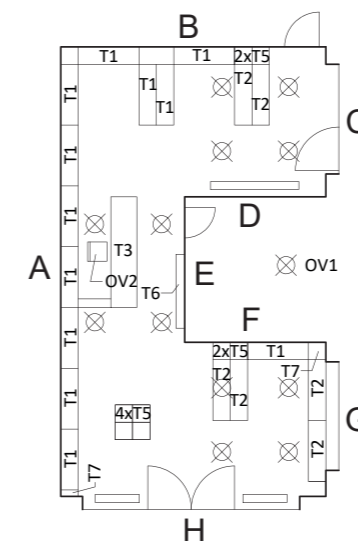 B
T1 T1 2xT5
T1 T1 T2 T2
T1
T1
C
T1
D
T1
A
T3
OV2
T6
E
OV1
F
T1
2xT5 T1
T7
T2 T2
T2
T1
4xT5
T2
G
T1
T7
H